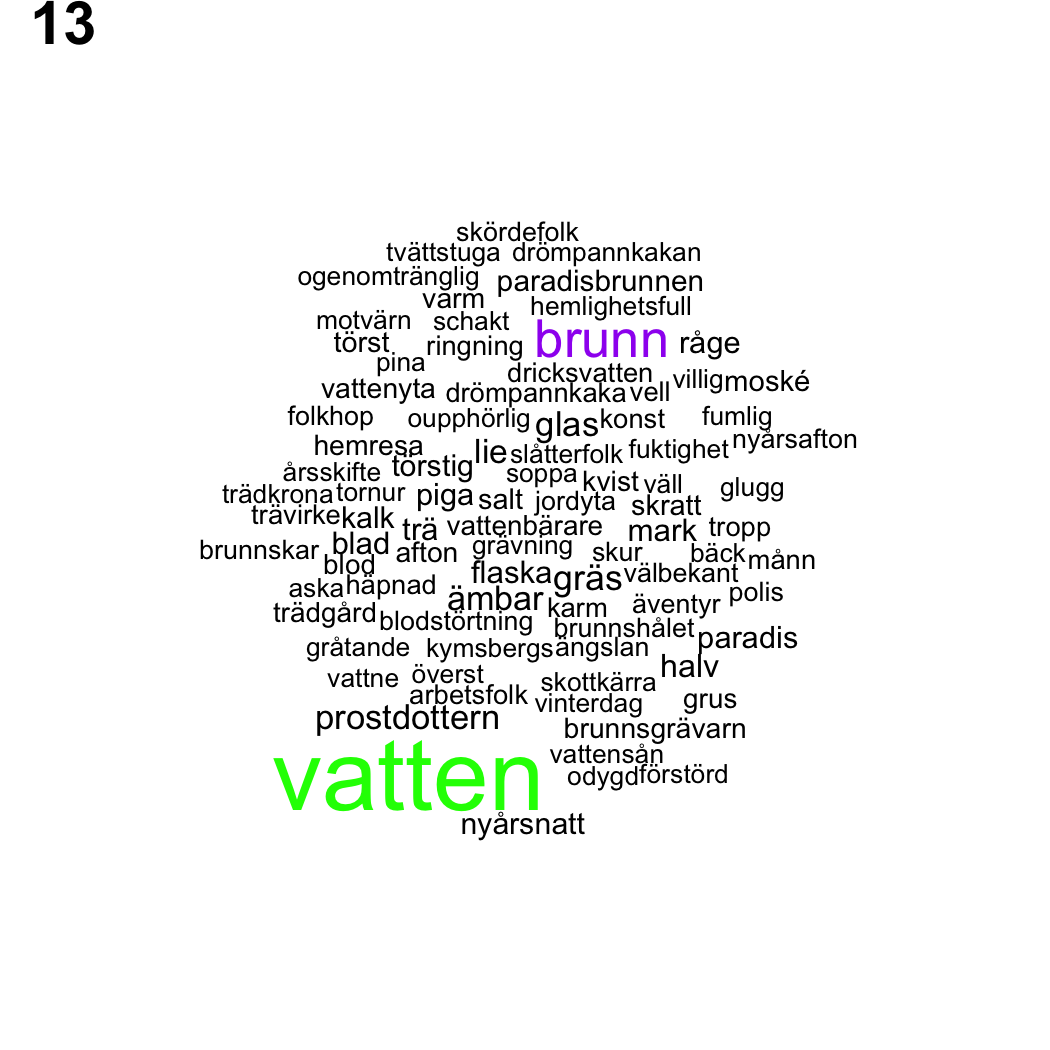 13
skördefolk
tvättstuga drömpannkakan
ogenomtränglig paradisbrunnen
varm hemlighetsfull
motvärn schakt brunn råge
törst ringning
pina dricksvatten villig moské
vattenyta drömpannkaka vell
folkhop oupphörlig glas konst fumlig
hemresa lie slåtterfolk fuktighet nyårsafton
årsskifte törstig soppa kvist väll glugg
trädkrona tornur piga salt jordyta skratt
travirke kalk trä vattenbärare mark tropp
brunnskar blad afton grävning skur bäck månn
blod flaska gräs välbekant
aska häpnad ämbar karm äventyr polis
trädgård blodstörtning brunnshålet paradis
gråtande kymsbergs ängslan halv
vattne överst skottkärra
arbetsfolk vinterdag grus
prostdottern brunnsgrävarn
vatten vattensån
odygd förstörd
nyårsnatt